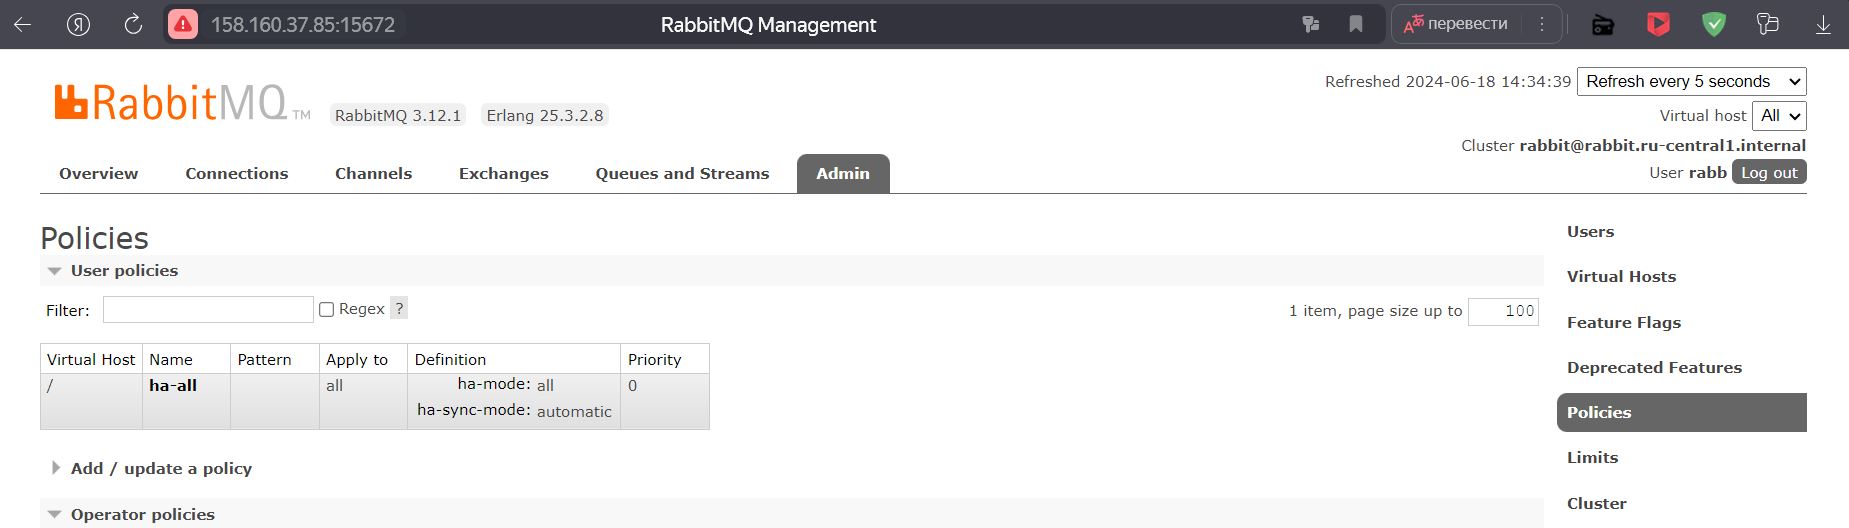 158.160.37.85:15672 RabbitMQ Management перевести
Refreshed 2024-06-18 14:34:39 Refresh every 5 seconds
RabbitMQ TM RabbitMQ 3.12.1 Erlang 25.3.2.8
Virtual host All
Cluster rabbit@rabbit.ru-central1.internal
User rabb Log out
Overview Connections Channels Exchanges Queues and Streams Admin
Policies
User policies
Filter: Regex ? 1 item, page size up to 100
Virtual Host Name Pattern Apply to Definition Priority
/ ha-all all ha-mode: all 0
ha-sync-mode: automatic
Add / update a policy
Operator policies
Users
Virtual Hosts
Feature Flags
Deprecated Features
Policies
Limits
Cluster